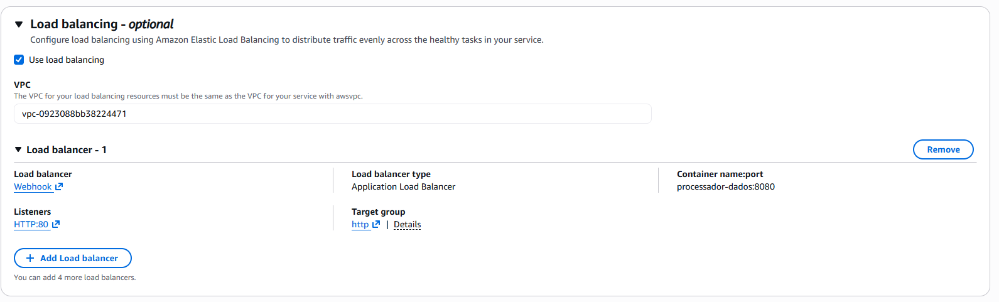 Load balancing - optional
Configure load balancing using Amazon Elastic Load Balancing to distribute traffic evenly across the healthy tasks in your service.
Use load balancing
VPC
The VPC for your load balancing resources must be the same as the VPC for your service with awsvpc.
vpc-0923088bb38224471
Load balancer - 1
Remove
Load balancer
Webhook
Load balancer type
Application Load Balancer
Container name:port
processador-dados:8080
Listeners
HTTP:80
Target group
http | Details
+ Add Load balancer
You can add 4 more load balancers.